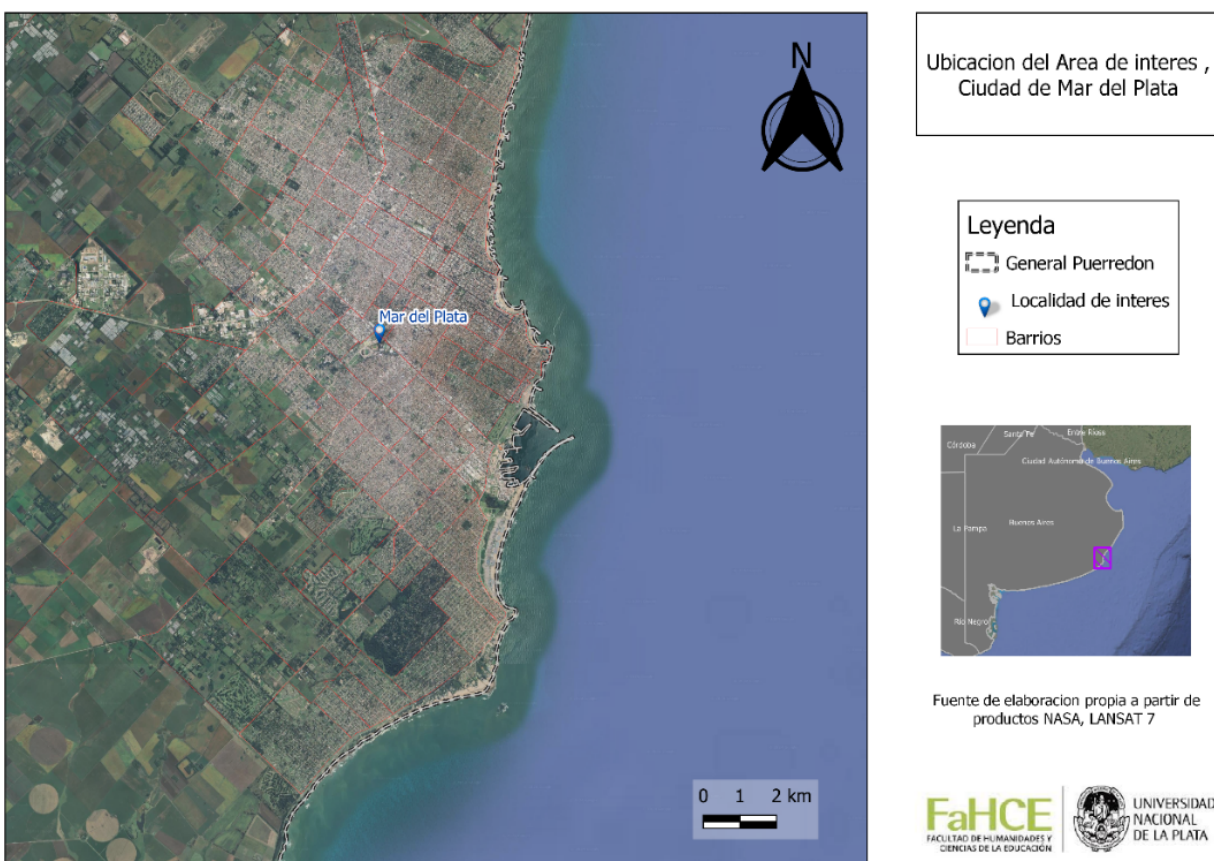 N
Mar del Plata
0 1 2 km
Ubicacion del Area de interes ,
Ciudad de Mar del Plata
Leyenda
General Puerredon
Localidad de interes
Barrios
Córdoba
Santa Fe
Entre Ríos
Ciudad Autónoma de Buenos Aires
La Pampa
Buenos Aires
Río Negro
Fuente de elaboracion propia a partir de
productos NASA, LANSAT 7
FaHCE
FACULTAD DE HUMANIDADES Y
CIENCIAS DE LA EDUCACIÓN
UNIVERSIDAD
NACIONAL
DE LA PLATA